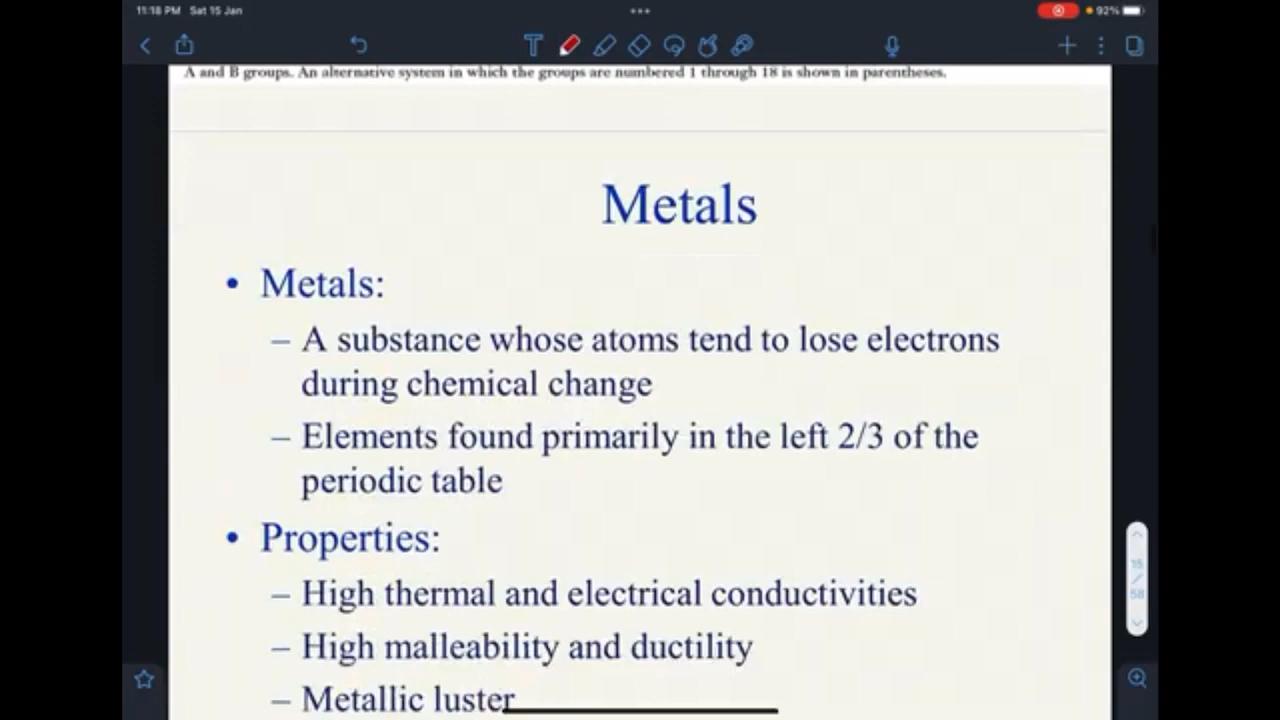 11:18 PM Sat 15 Jan
92%
A and B groups. An alternative system in which the groups are numbered 1 through 18 is shown in parentheses.
Metals
• Metals:
– A substance whose atoms tend to lose electrons
during chemical change
– Elements found primarily in the left 2/3 of the
periodic table
• Properties:
– High thermal and electrical conductivities
– High malleability and ductility
– Metallic luster
15
/
58